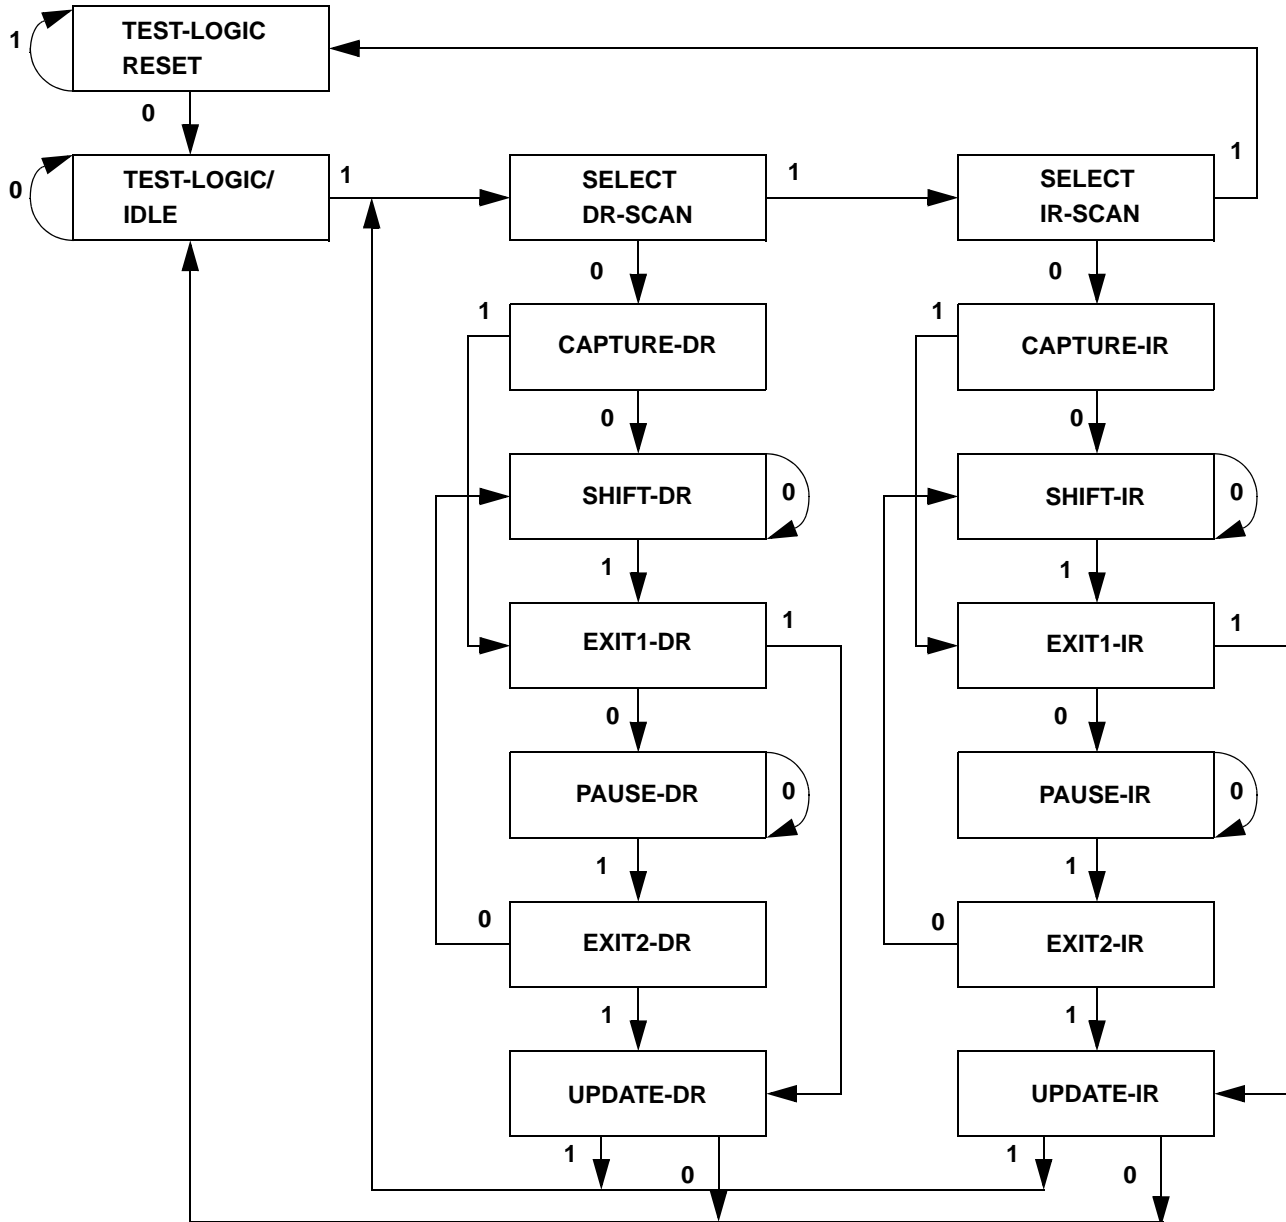 1
TEST-LOGIC
RESET
0
0
TEST-LOGIC/
IDLE
1
SELECT
DR-SCAN
1
SELECT
IR-SCAN
1
0
0
1
CAPTURE-DR
1
CAPTURE-IR
0
0
SHIFT-DR
0
SHIFT-IR
0
1
1
EXIT1-DR
1
EXIT1-IR
1
0
0
PAUSE-DR
0
PAUSE-IR
0
1
1
0
EXIT2-DR
0
EXIT2-IR
1
1
UPDATE-DR
UPDATE-IR
1
0
1
0